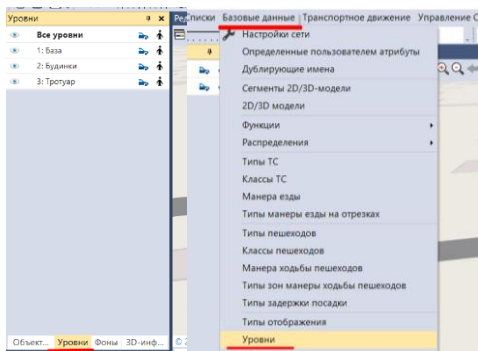 Уровни
Все уровни
1: База
2: Будинки
3: Тротуар
Объект... Уровни Фоны 3D-инф...
Списки Базовые данные Транспортное движение Управление
Настройки сети
Определенные пользователем атрибуты
Дублирующие имена
Сегменты 2D/3D-модели
2D/3D модели
Функции
Распределения
Типы ТС
Классы ТС
Манера езды
Типы манеры езды на отрезках
Типы пешеходов
Классы пешеходов
Манера ходьбы пешеходов
Типы зон манеры ходьбы пешеходов
Типы задержки посадки
Типы отображения
Уровни